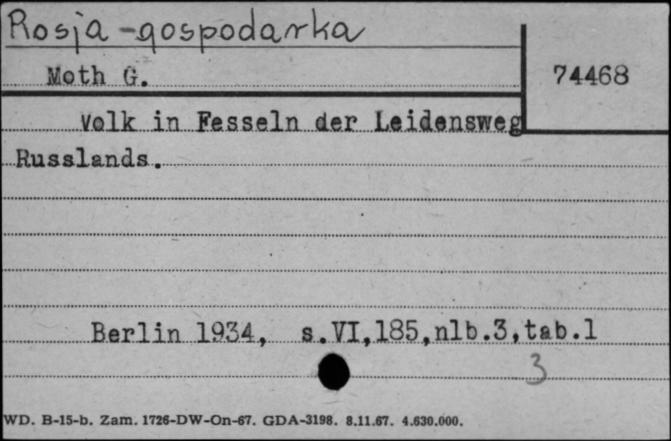 Rosja - gospodarka
Moth G.
74468
Volk in Fesseln der Leidensweg
Russlands.
Berlin 1934, s.VI,185,nlb.3,tab.1
3
WD. B-15-b. Zam. 1726-DW-On-67. GDA-3198. 8.11.67. 4.630.000.